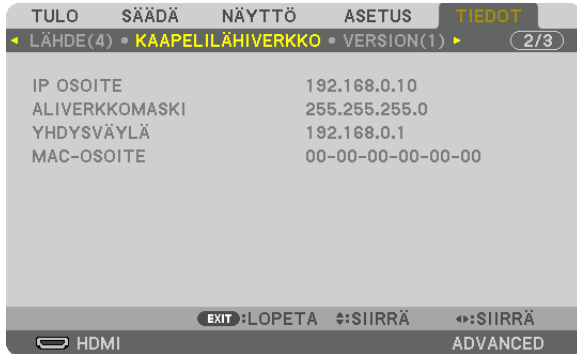 TULO SÄÄDÄ NÄYTTÖ ASETUS TIEDOT
◄ LÄHDE(4) • KAAPELILÄHIVERKKO • VERSION(1) ► 2/3
IP OSOITE 192.168.0.10
ALIVERKKOMASKI 255.255.255.0
YHDYSVÄYLÄ 192.168.0.1
MAC-OSOITE 00-00-00-00-00-00
EXIT:LOPETA ♦:SIIRRÄ ◄►:SIIRRÄ
HDMI ADVANCED